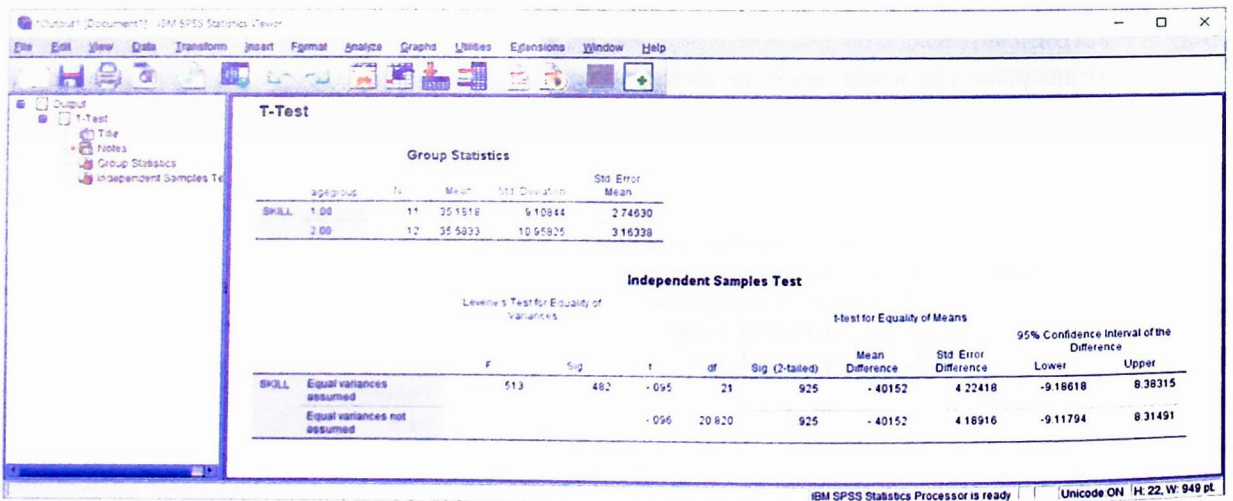 *Output1 [Document1] - IBM SPSS Statistics Viewer
File Edit View Data Transform Insert Format Analyze Graphs Utilities Extensions Window Help
Output
T-Test
Title
Notes
Group Statistics
Independent Samples Te
T-Test
Group Statistics
agegroup N Mean Std. Deviation Std. Error Mean
SKILL 1.00 11 35.1818 9.10844 2.74630
2.00 12 35.5833 10.95825 3.16338
Independent Samples Test
Levene's Test for Equality of Variances
t-test for Equality of Means
95% Confidence Interval of the Difference
F Sig. t df Sig. (2-tailed) Mean Difference Std. Error Difference Lower Upper
SKILL Equal variances assumed .513 .482 -.095 21 .925 -.40152 4.22418 -9.18618 8.38315
Equal variances not assumed -.096 20.820 .925 -.40152 4.18916 -9.11794 8.31491
IBM SPSS Statistics Processor is ready Unicode:ON H: 22, W: 949 pt.